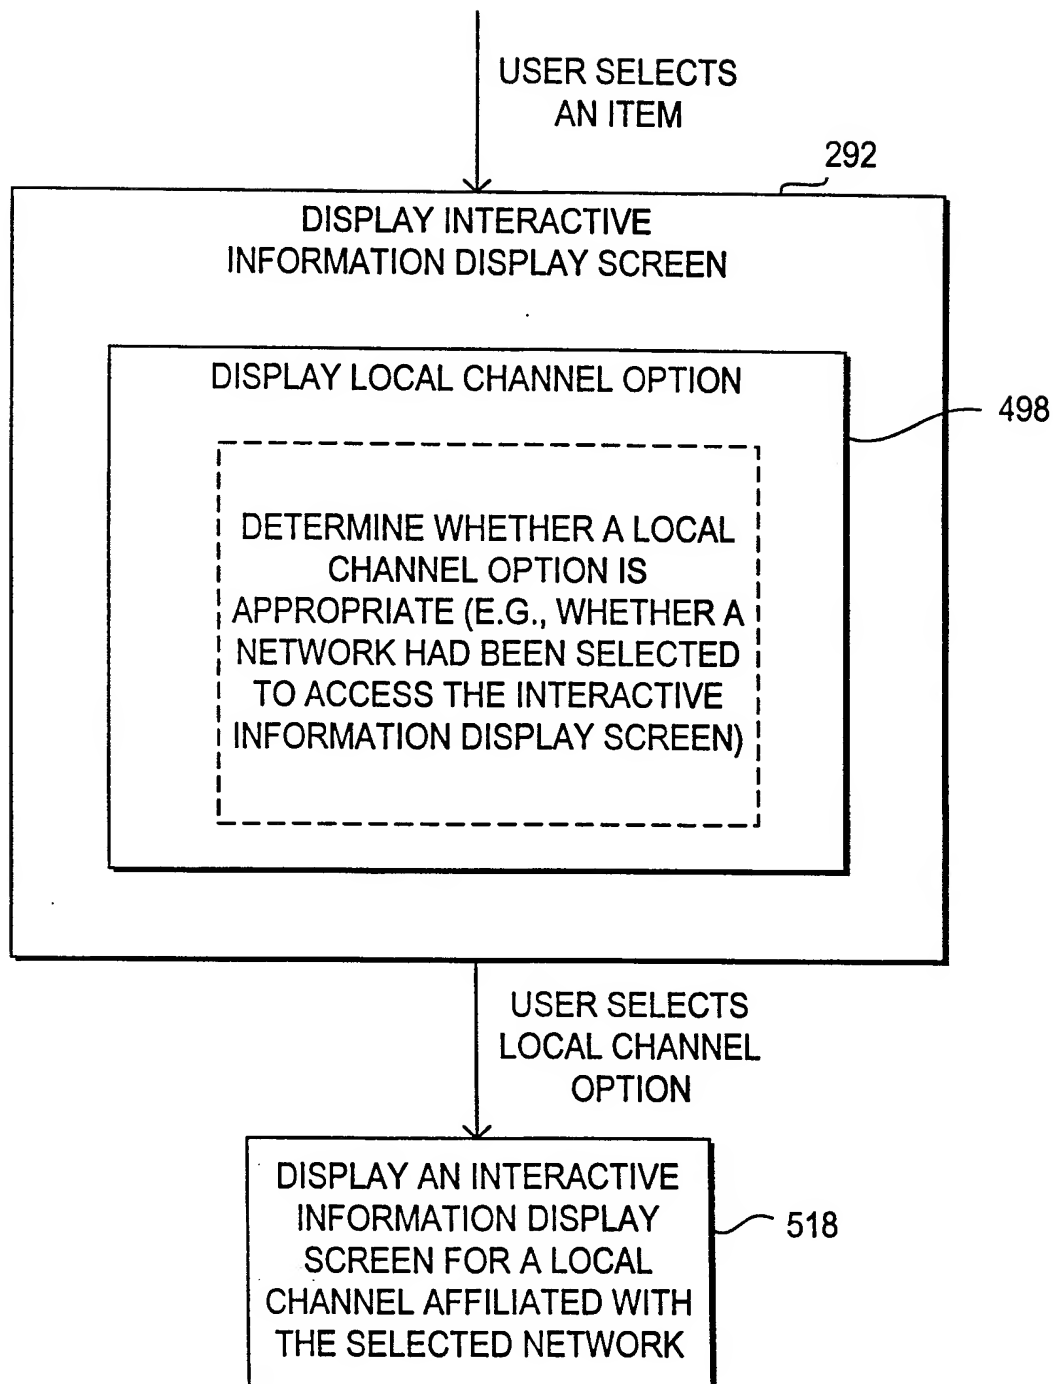 USER SELECTS
AN ITEM
292
DISPLAY INTERACTIVE
INFORMATION DISPLAY SCREEN
DISPLAY LOCAL CHANNEL OPTION
498
DETERMINE WHETHER A LOCAL
CHANNEL OPTION IS
APPROPRIATE (E.G., WHETHER A
NETWORK HAD BEEN SELECTED
TO ACCESS THE INTERACTIVE
INFORMATION DISPLAY SCREEN)
USER SELECTS
LOCAL CHANNEL
OPTION
DISPLAY AN INTERACTIVE
INFORMATION DISPLAY
SCREEN FOR A LOCAL
CHANNEL AFFILIATED WITH
THE SELECTED NETWORK
518